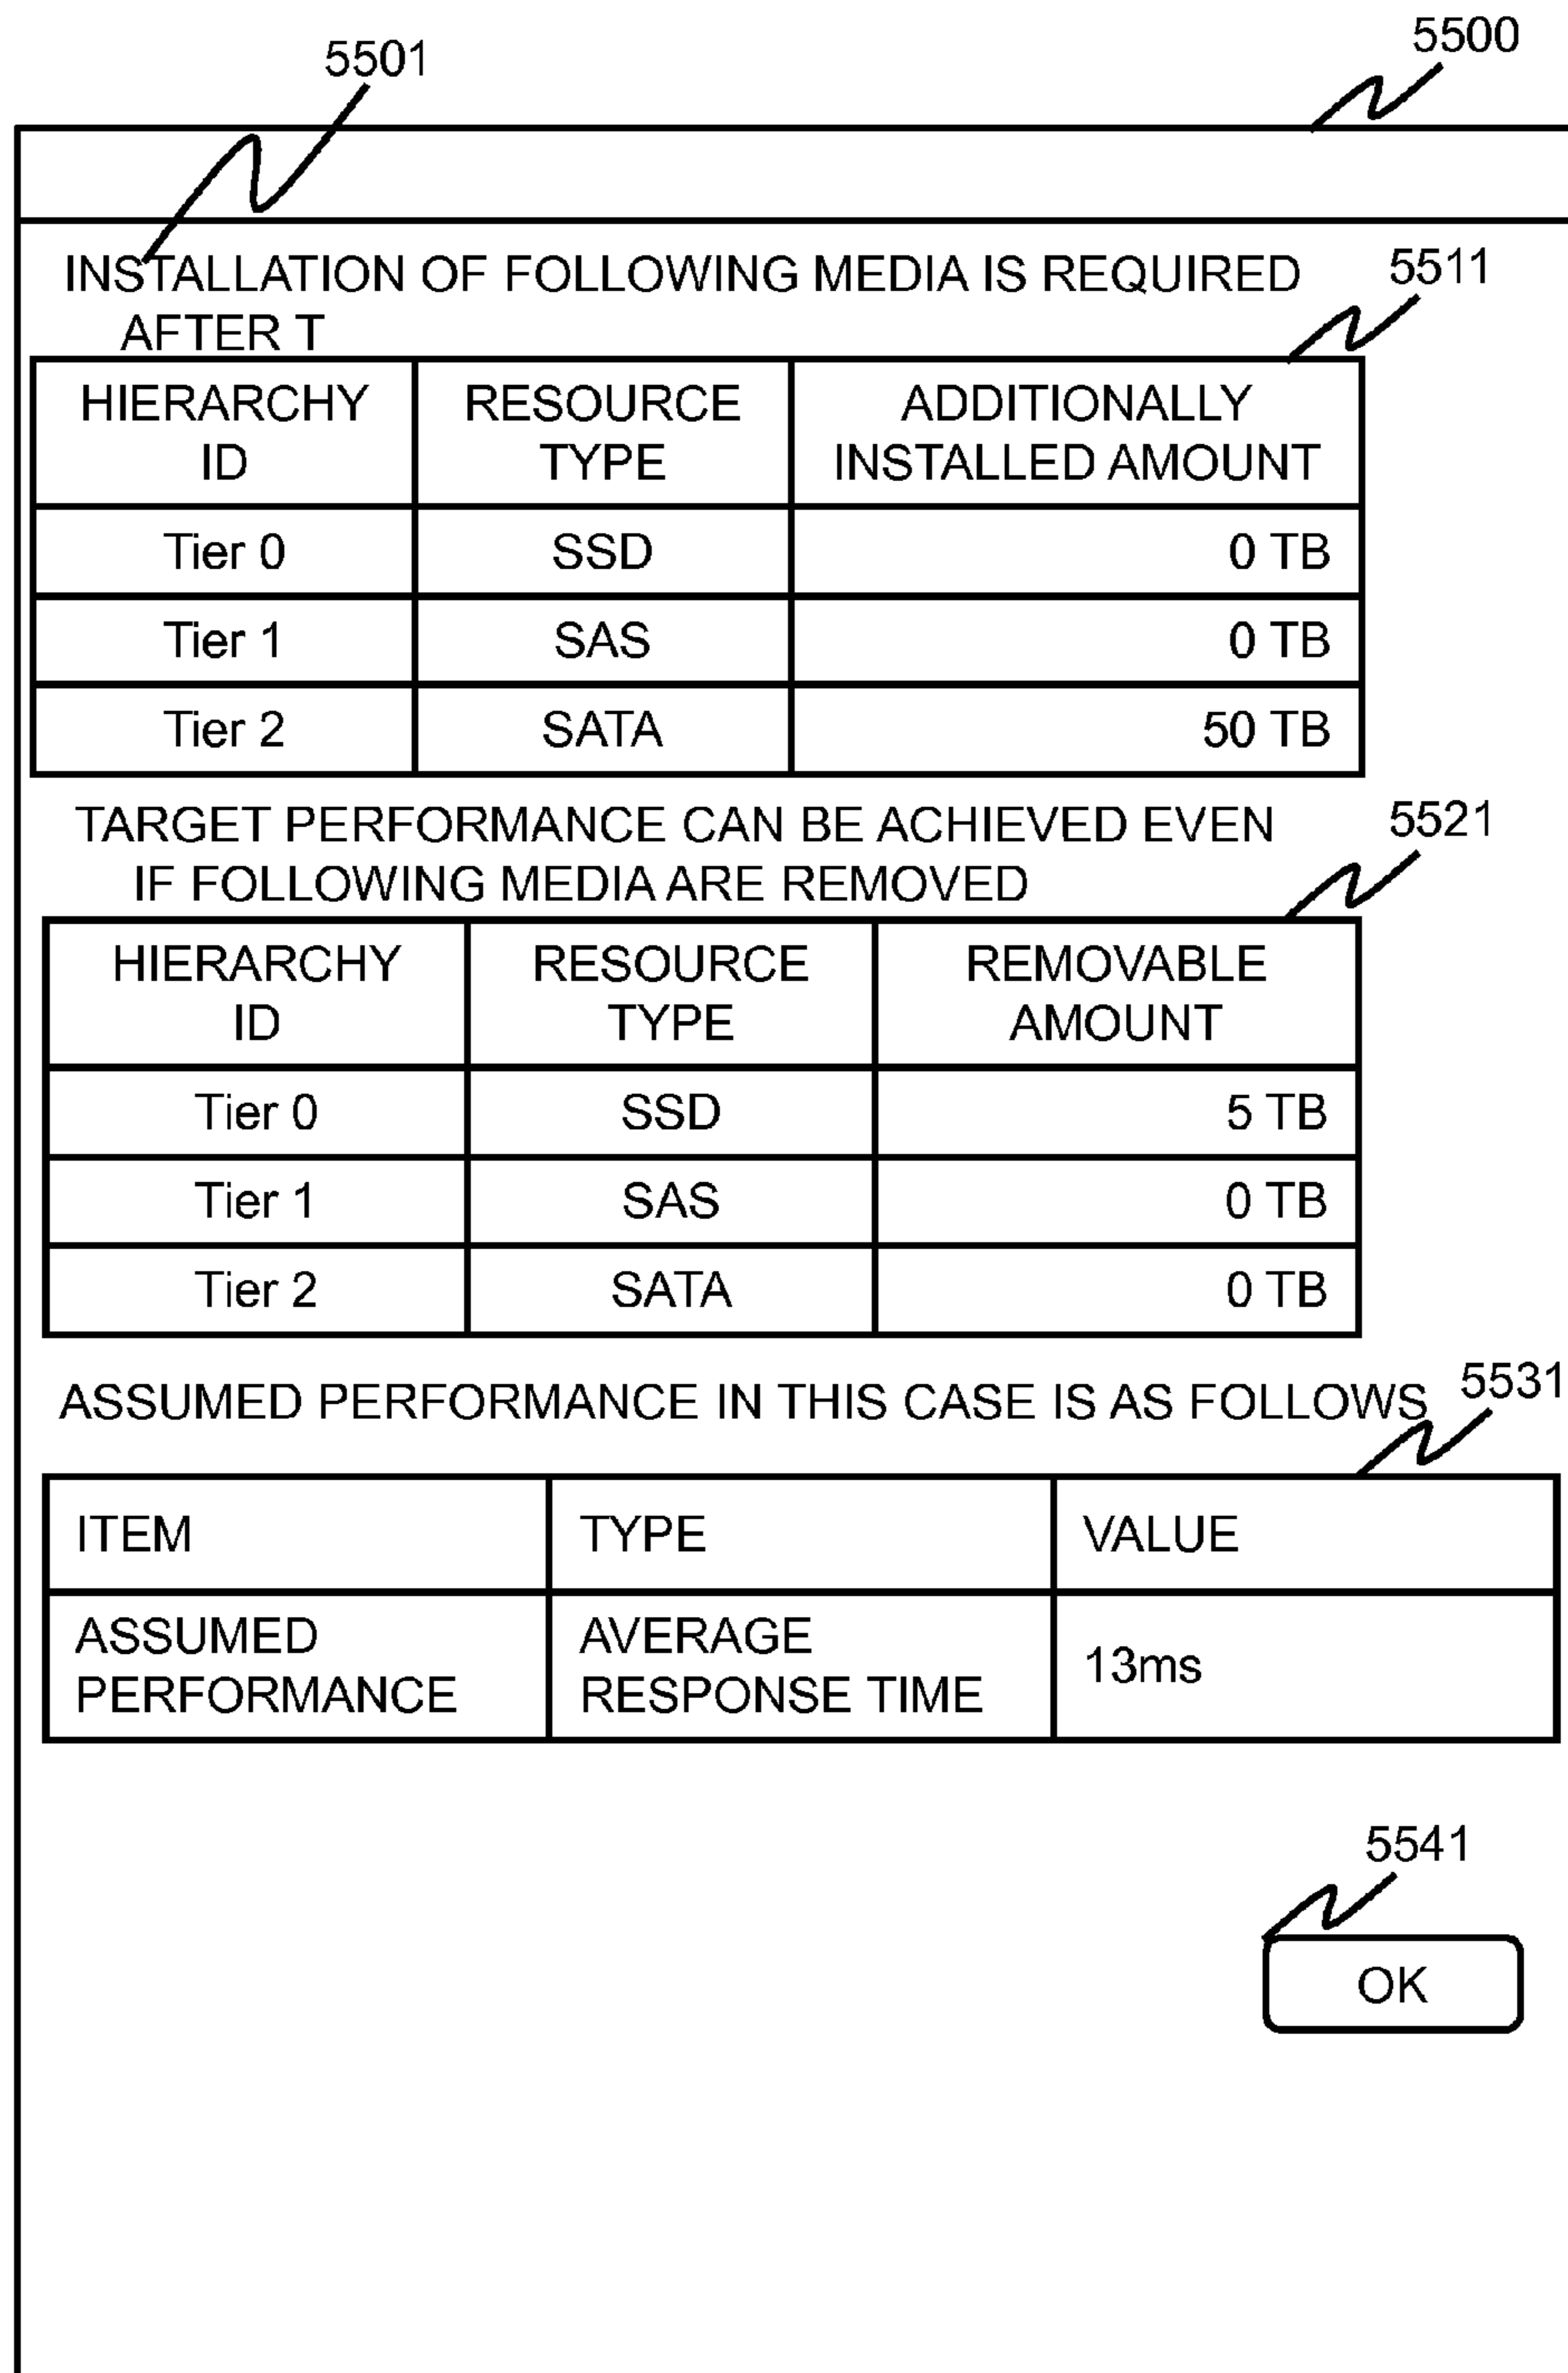 5501
5500
INSTALLATION OF FOLLOWING MEDIA IS REQUIRED
AFTER T
5511
HIERARCHY ID RESOURCE TYPE ADDITIONALLY INSTALLED AMOUNT
Tier 0 SSD 0 TB
Tier 1 SAS 0 TB
Tier 2 SATA 50 TB
TARGET PERFORMANCE CAN BE ACHIEVED EVEN
IF FOLLOWING MEDIA ARE REMOVED
5521
HIERARCHY ID RESOURCE TYPE REMOVABLE AMOUNT
Tier 0 SSD 5 TB
Tier 1 SAS 0 TB
Tier 2 SATA 0 TB
ASSUMED PERFORMANCE IN THIS CASE IS AS FOLLOWS
5531
ITEM TYPE VALUE
ASSUMED PERFORMANCE AVERAGE RESPONSE TIME 13ms
5541
OK